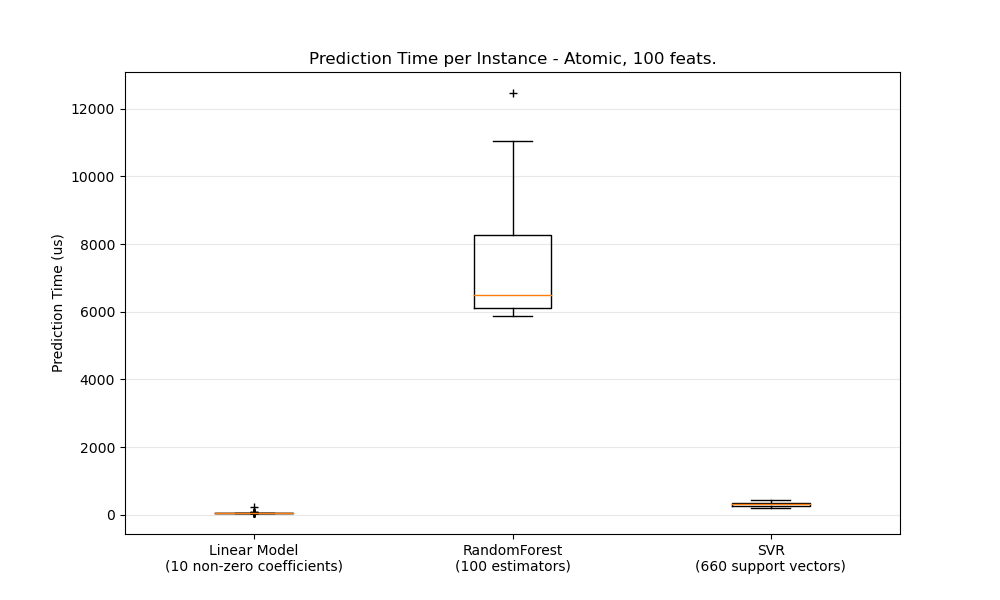 Prediction Time per Instance - Atomic, 100 feats.
12000
10000
8000
6000
4000
2000
0
Prediction Time (us)
Linear Model
(10 non-zero coefficients)
RandomForest
(100 estimators)
SVR
(660 support vectors)